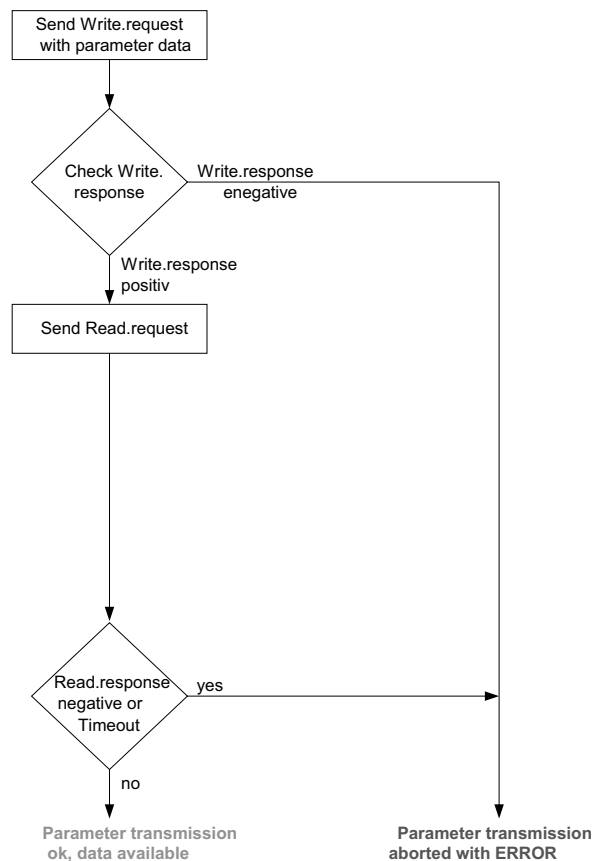 Send Write.request
with parameter data
Check Write.
response
Write.response
enegative
Write.response
positiv
Send Read.request
Read.response
negative or
Timeout
yes
no
Parameter transmission
ok, data available
Parameter transmission
aborted with ERROR